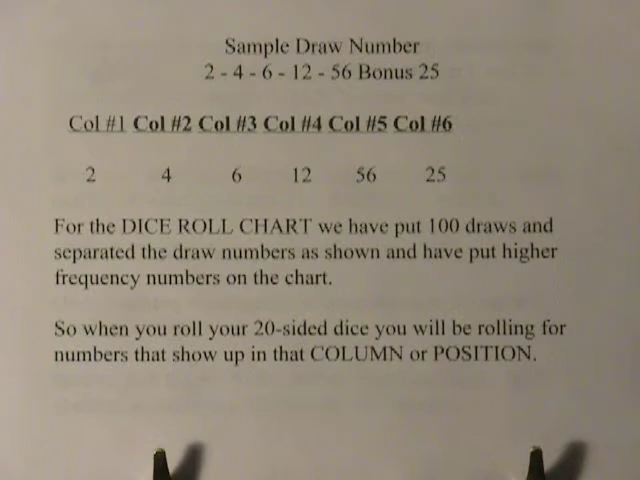 Sample Draw Number
2 - 4 - 6 - 12 - 56 Bonus 25
Col #1 Col #2 Col #3 Col #4 Col #5 Col #6
2 4 6 12 56 25
For the DICE ROLL CHART we have put 100 draws and
separated the draw numbers as shown and have put higher
frequency numbers on the chart.
So when you roll your 20-sided dice you will be rolling for
numbers that show up in that COLUMN or POSITION.